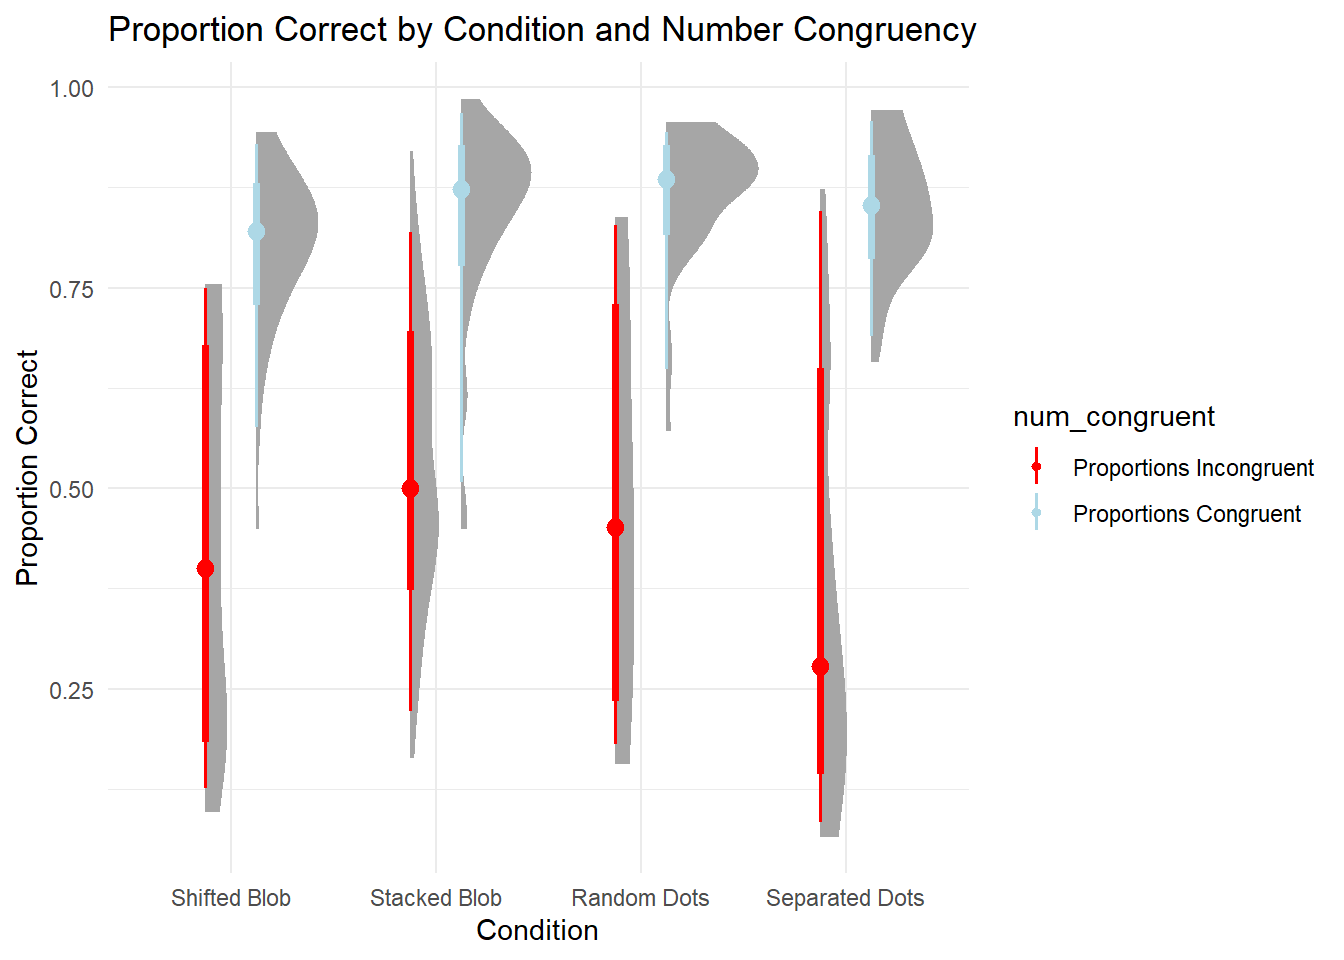 Proportion Correct by Condition and Number Congruency
1.00
0.75
0.50
0.25
Proportion Correct
Shifted Blob
Stacked Blob
Random Dots
Separated Dots
Condition
num_congruent
Proportions Incongruent
Proportions Congruent